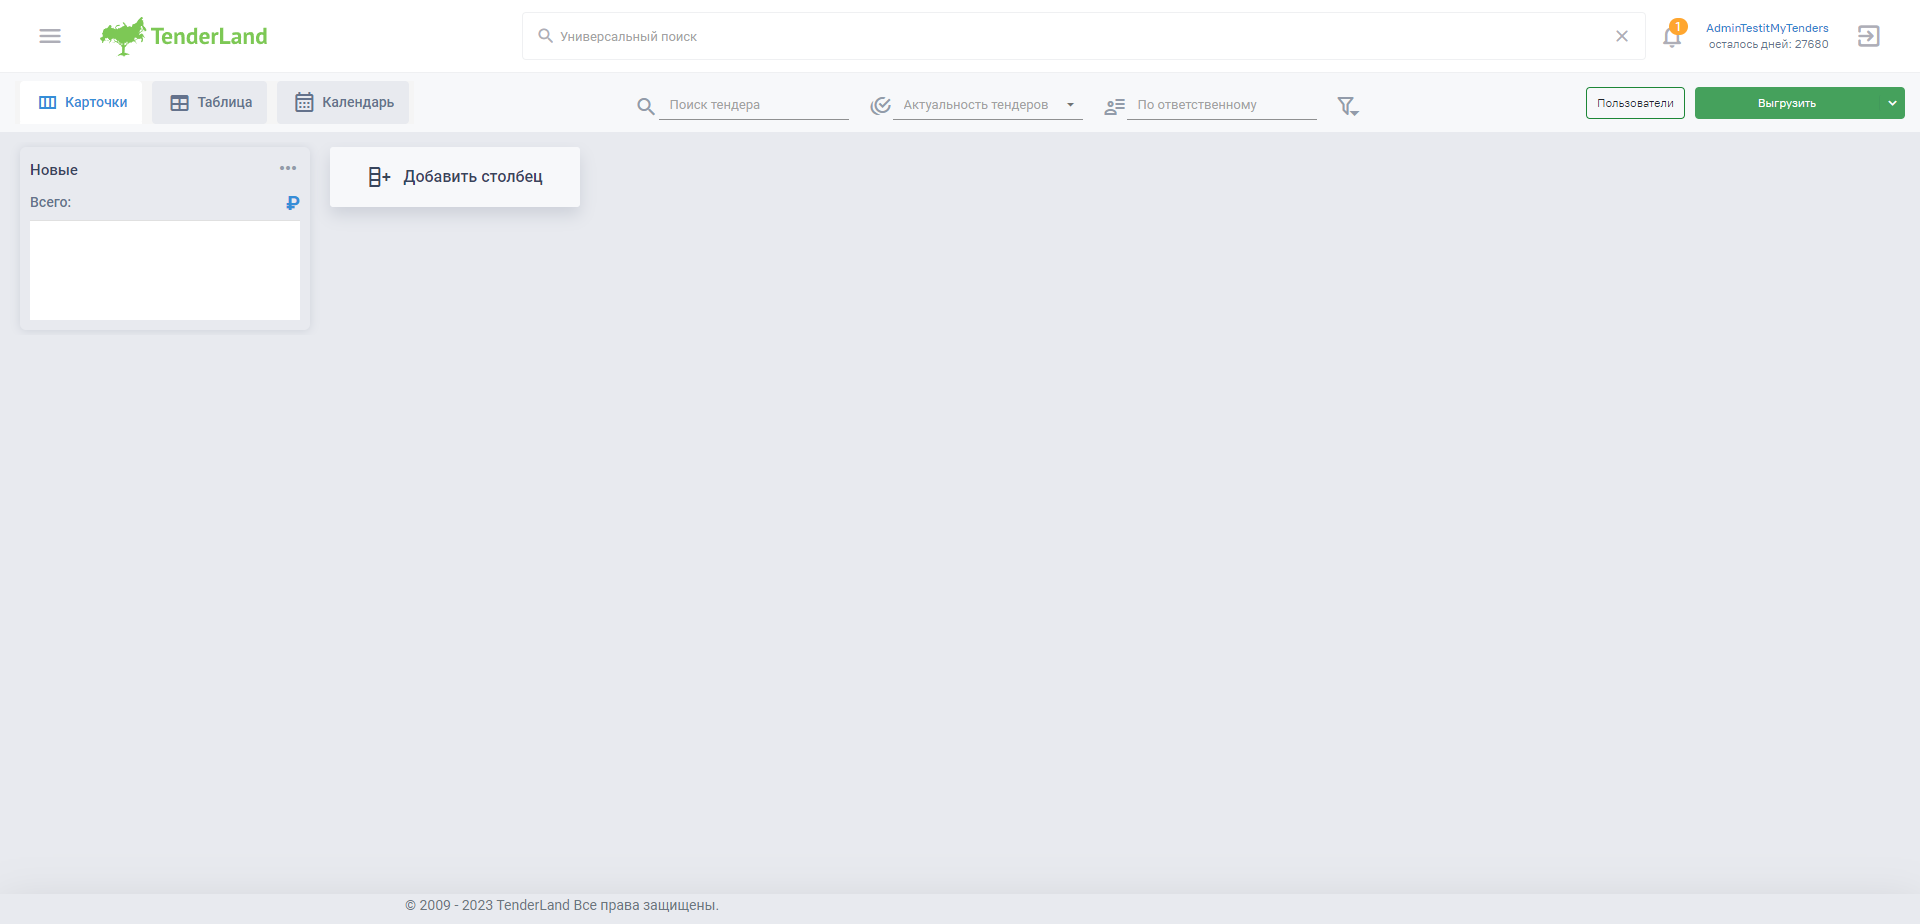 TenderLand
Универсальный поиск
1
AdminTestitMyTenders
осталось дней: 27680
Карточки
Таблица
Календарь
Поиск тендера
Актуальность тендеров
По ответственному
Пользователи
Выгрузить
Новые
Всего:
₽
Добавить столбец
© 2009 - 2023 TenderLand Все права защищены.